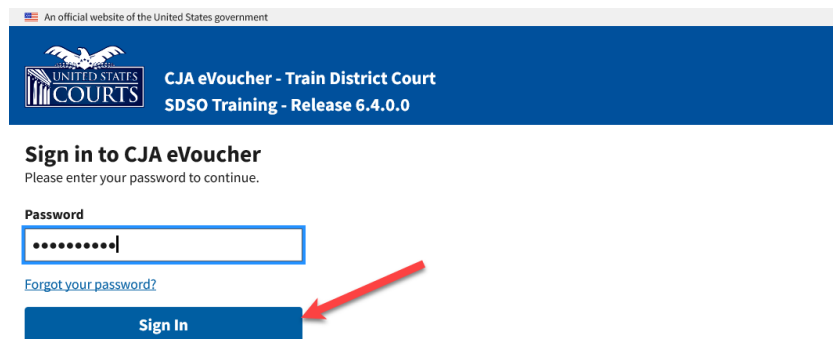 An official website of the United States government
UNITED STATES
COURTS
CJA eVoucher - Train District Court
SDSO Training - Release 6.4.0.0
Sign in to CJA eVoucher
Please enter your password to continue.
Password
••••••••••
Forgot your password?
Sign In